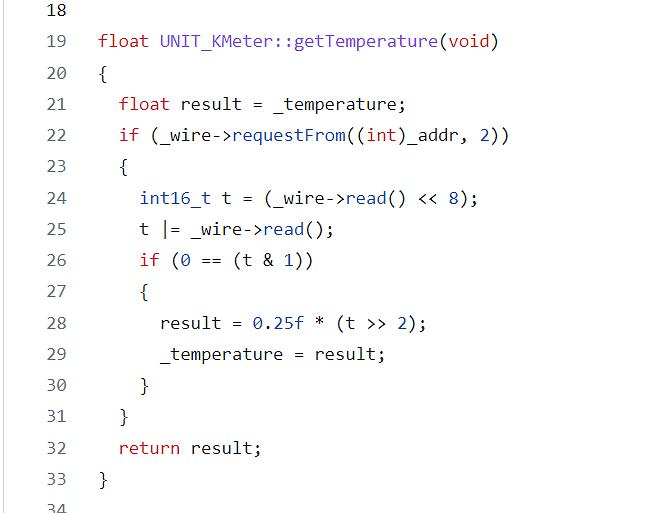 18
19 float UNIT_KMeter::getTemperature(void)
20 {
21   float result = _temperature;
22   if (_wire->requestFrom((int)_addr, 2))
23   {
24     int16_t t = (_wire->read() << 8);
25     t |= _wire->read();
26     if (0 == (t & 1))
27     {
28       result = 0.25f * (t >> 2);
29       _temperature = result;
30     }
31   }
32   return result;
33 }
34